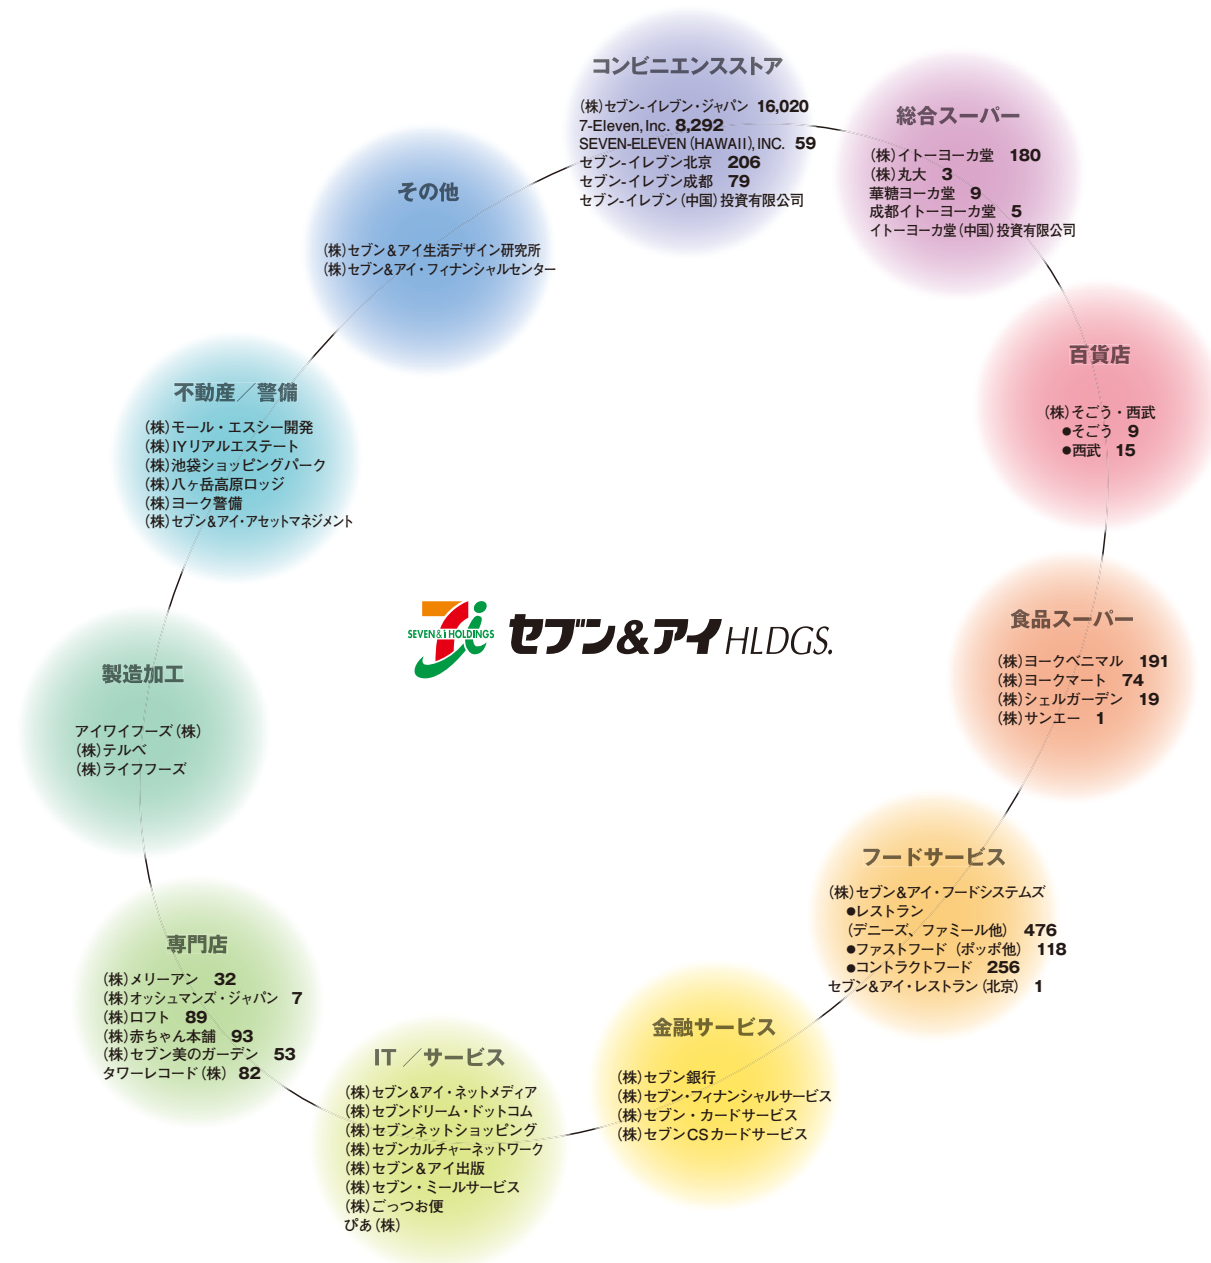 コンビニエンスストア
(株)セブン-イレブン・ジャパン 16,020
7-Eleven, Inc. 8,292
SEVEN-ELEVEN (HAWAII), INC. 59
セブン-イレブン北京 206
セブン-イレブン成都 79
セブン-イレブン(中国)投資有限公司
総合スーパー
(株)イトーヨーカ堂 180
(株)丸大 3
華糖ヨーカ堂 9
成都イトーヨーカ堂 5
イトーヨーカ堂(中国)投資有限公司
百貨店
(株)そごう・西武
●そごう 9
●西武 15
食品スーパー
(株)ヨークベニマル 191
(株)ヨークマート 74
(株)シェルガーデン 19
(株)サンエー 1
フードサービス
(株)セブン&アイ・フードシステムズ
●レストラン
(デニーズ、ファミール他) 476
●ファストフード(ポッポ他) 118
●コントラクトフード 256
セブン&アイ・レストラン(北京) 1
金融サービス
(株)セブン銀行
(株)セブン・フィナンシャルサービス
(株)セブン・カードサービス
(株)セブンCSカードサービス
IT/サービス
(株)セブン&アイ・ネットメディア
(株)セブンドリーム・ドットコム
(株)セブンネットショッピング
(株)セブンカルチャーネットワーク
(株)セブン&アイ出版
(株)セブン・ミールサービス
(株)ごっつお便
ぴあ(株)
専門店
(株)メリーアン 32
(株)オッシュマンズ・ジャパン 7
(株)ロフト 89
(株)赤ちゃん本舗 93
(株)セブン美のガーデン 53
タワーレコード(株) 82
製造加工
アイワイフーズ(株)
(株)テルベ
(株)ライフフーズ
不動産/警備
(株)モール・エスシー開発
(株)IYリアルエステート
(株)池袋ショッピングパーク
(株)八ヶ岳高原ロッジ
(株)ヨーク警備
(株)セブン&アイ・アセットマネジメント
その他
(株)セブン&アイ生活デザイン研究所
(株)セブン&アイ・フィナンシャルセンター
SEVEN&i HOLDINGS
セブン&アイHLDGS.